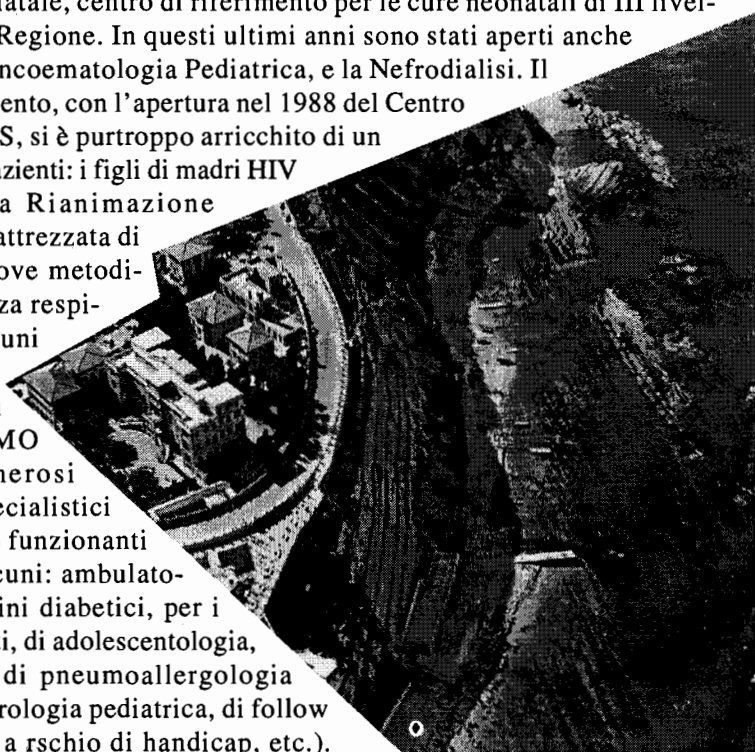 natale, centro di riferimento per le cure neonatali di III livel-
Regione. In questi ultimi anni sono stati aperti anche
ncoematologia Pediatrica, e la Nefrodialisi. Il
ento, con l'apertura nel 1988 del Centro
S, si è purtroppo arricchito di un
azienti: i figli di madri HIV
a Rianimazione
attrezzata di
ove metodi-
za respi-
uni
MO
nerosi
ecialistici
funzionanti
cuni: ambulato-
ini diabetici, per i
ti, di adolescentologia,
di pneumoallergologia
rologia pediatrica, di follow
a rschio di handicap, etc.).